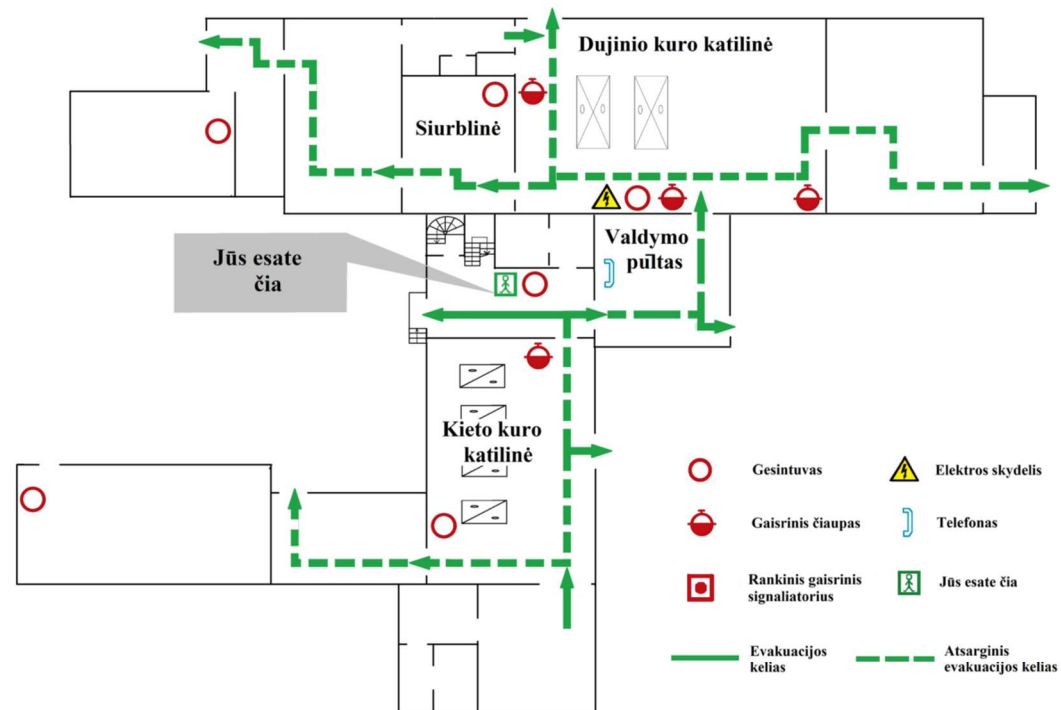 Dujinio kuro katilinė
Siurblinė
Valdymo
pultas
Jūs esate
čia
Kieto kuro
katilinė
Gesintuvas
Elektros skydelis
Gaisrinis čiaupas
Telefonas
Rankinis gaisrinis
signaliatorius
Jūs esate čia
Evakuacijos
kelias
Atsarginis
evakuacijos kelias